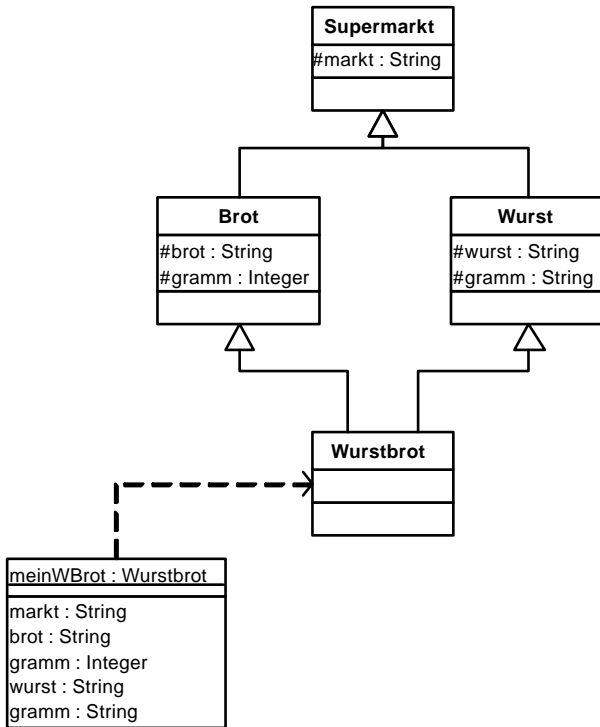 Supermarkt
#markt : String
Brot
#brot : String
#gramm : Integer
Wurst
#wurst : String
#gramm : String
Wurstbrot
meinWBrot : Wurstbrot
markt : String
brot : String
gramm : Integer
wurst : String
gramm : String